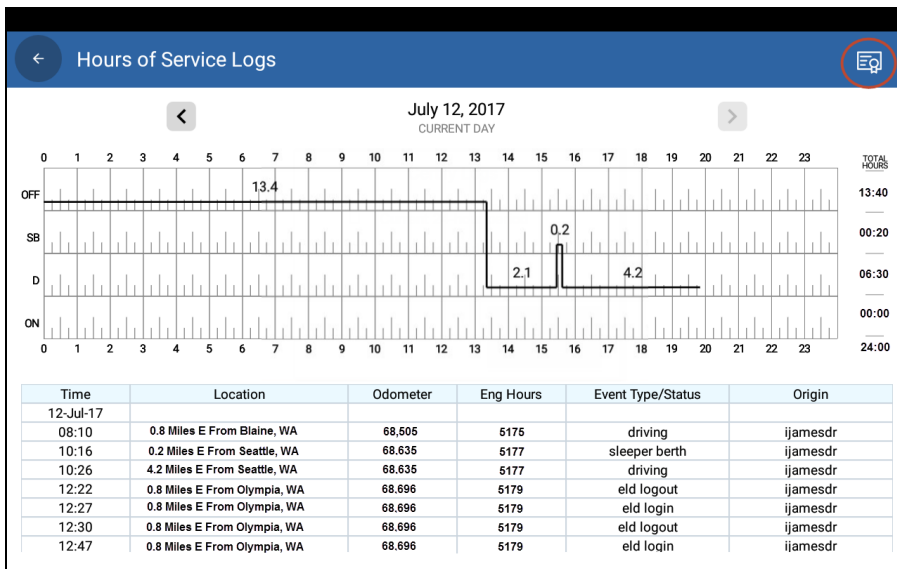 Hours of Service Logs
July 12, 2017
CURRENT DAY
0 1 2 3 4 5 6 7 8 9 10 11 12 13 14 15 16 17 18 19 20 21 22 23 TOTAL HOURS
OFF 13.4 13:40
SB 0.2 00:20
D 2.1 4.2 06:30
ON 00:00
0 1 2 3 4 5 6 7 8 9 10 11 12 13 14 15 16 17 18 19 20 21 22 23 24:00
Time Location Odometer Eng Hours Event Type/Status Origin
12-Jul-17
08:10 0.8 Miles E From Blaine, WA 68,505 5175 driving ijamesdr
10:16 0.2 Miles E From Seattle, WA 68.635 5177 sleeper berth ijamesdr
10:26 4.2 Miles E From Seattle, WA 68.635 5177 driving ijamesdr
12:22 0.8 Miles E From Olympia, WA 68.696 5179 eld logout ijamesdr
12:27 0.8 Miles E From Olympia, WA 68.696 5179 eld login ijamesdr
12:30 0.8 Miles E From Olympia, WA 68.696 5179 eld logout ijamesdr
12:47 0.8 Miles E From Olympia, WA 68.696 5179 eld login ijamesdr